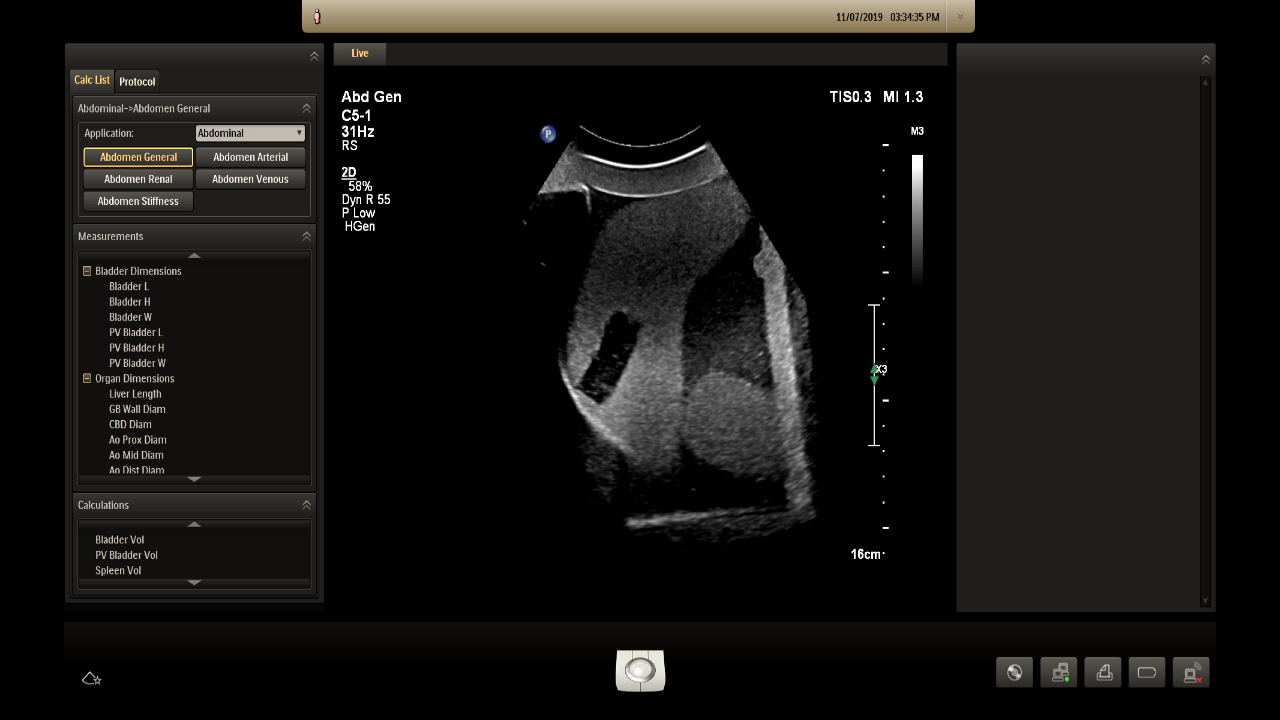 11/07/2019 03:34:35 PM
Live
Calc List Protocol
Abdominal->Abdomen General
Application: Abdominal
Abdomen General Abdomen Arterial
Abdomen Renal Abdomen Venous
Abdomen Stiffness
Measurements
Bladder Dimensions
Bladder L
Bladder H
Bladder W
PV Bladder L
PV Bladder H
PV Bladder W
Organ Dimensions
Liver Length
GB Wall Diam
CBD Diam
Ao Prox Diam
Ao Mid Diam
Ao Dist Diam
Calculations
Bladder Vol
PV Bladder Vol
Spleen Vol
Abd Gen
C5-1
31Hz
RS
2D
58%
Dyn R 55
P Low
HGen
P
TIS0.3 MI 1.3
M3
X3
16cm